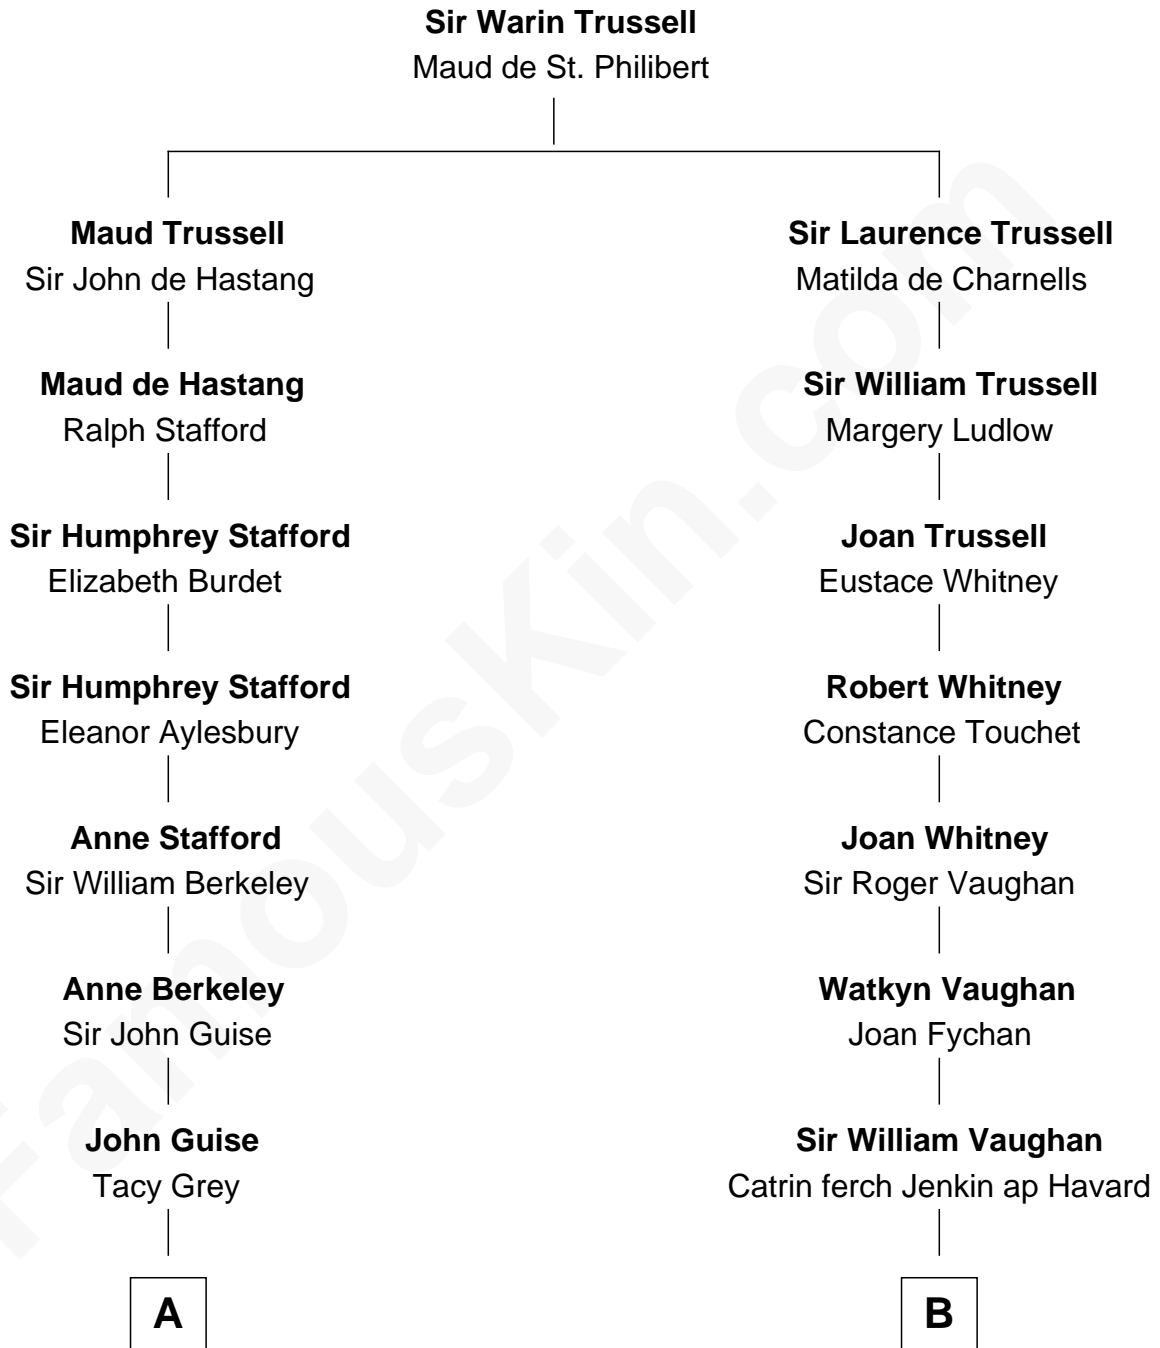 Sir Warin Trussell
Maud de St. Philibert
Maud Trussell
Sir John de Hastang
Sir Laurence Trussell
Matilda de Charnells
Maud de Hastang
Ralph Stafford
Sir William Trussell
Margery Ludlow
Sir Humphrey Stafford
Elizabeth Burdet
Joan Trussell
Eustace Whitney
Sir Humphrey Stafford
Eleanor Aylesbury
Robert Whitney
Constance Touchet
Anne Stafford
Sir William Berkeley
Joan Whitney
Sir Roger Vaughan
Anne Berkeley
Sir John Guise
Watkyn Vaughan
Joan Fychan
John Guise
Tacy Grey
Sir William Vaughan
Catrin ferch Jenkin ap Havard
A
B
FamousKin.com